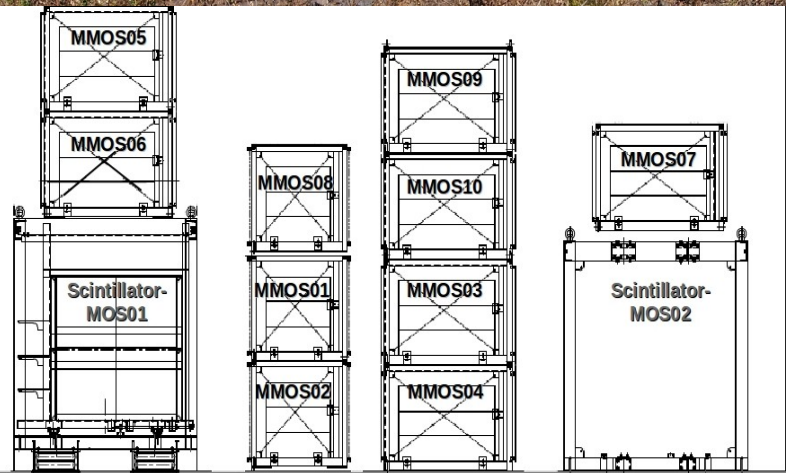 MMOS05
MMOS06
Scintillator-
MOS01
MMOS08
MMOS01
MMOS02
MMOS09
MMOS10
MMOS03
MMOS04
MMOS07
Scintillator-
MOS02